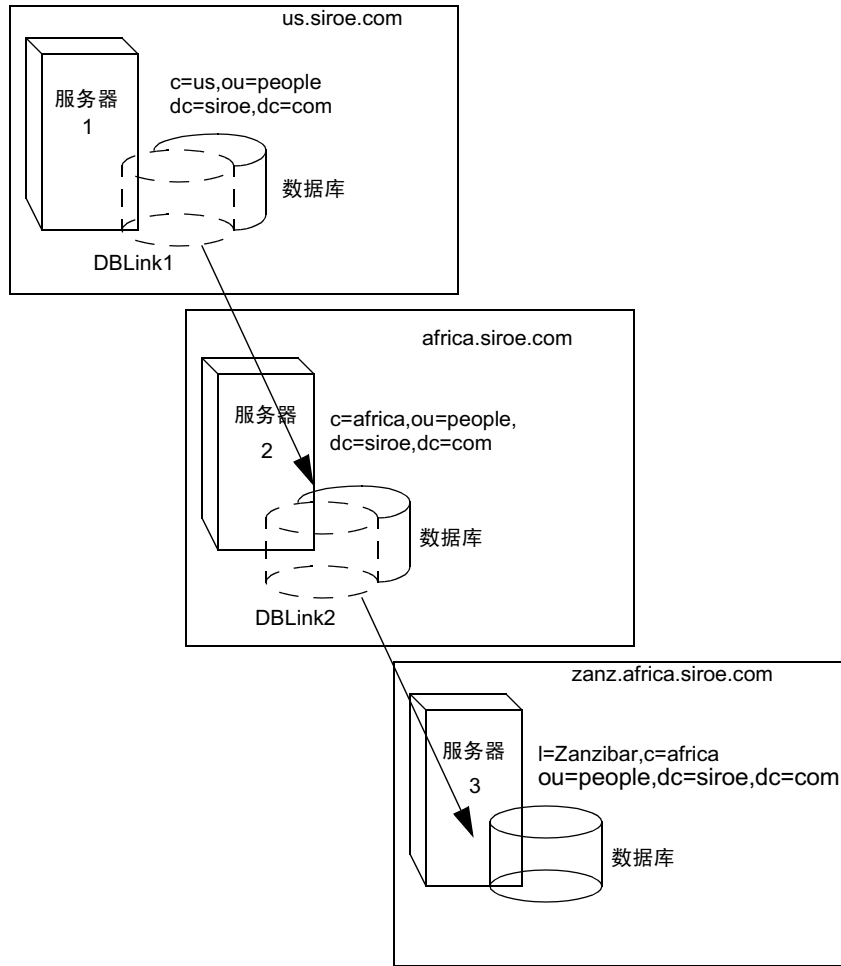 us.siroe.com
服务器
1
c=us,ou=people
dc=siroe,dc=com
数据库
DBLink1
africa.siroe.com
服务器
2
c=africa,ou=people,
dc=siroe,dc=com
数据库
DBLink2
zanz.africa.siroe.com
服务器
3
l=Zanzibar,c=africa
ou=people,dc=siroe,dc=com
数据库